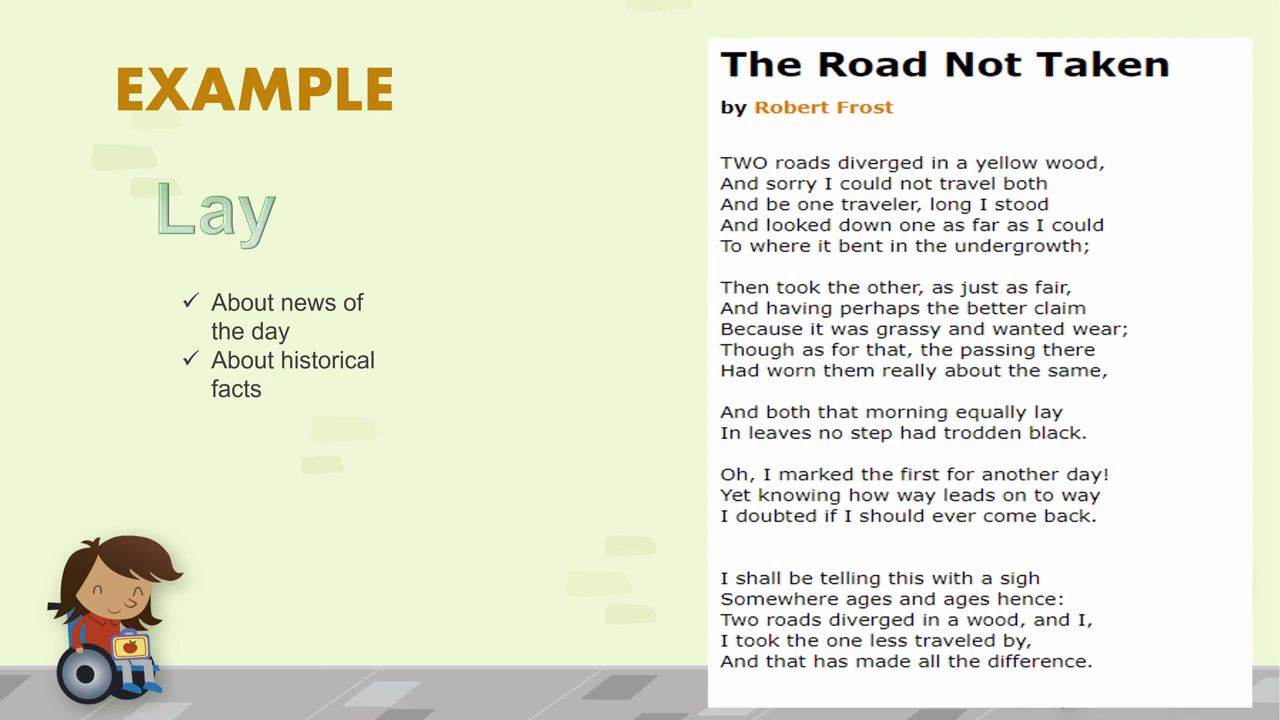 EXAMPLE
Lay
✓ About news of
the day
✓ About historical
facts
The Road Not Taken
by Robert Frost
TWO roads diverged in a yellow wood,
And sorry I could not travel both
And be one traveler, long I stood
And looked down one as far as I could
To where it bent in the undergrowth;
Then took the other, as just as fair,
And having perhaps the better claim
Because it was grassy and wanted wear;
Though as for that, the passing there
Had worn them really about the same,
And both that morning equally lay
In leaves no step had trodden black.
Oh, I marked the first for another day!
Yet knowing how way leads on to way
I doubted if I should ever come back.
I shall be telling this with a sigh
Somewhere ages and ages hence:
Two roads diverged in a wood, and I,
I took the one less traveled by,
And that has made all the difference.